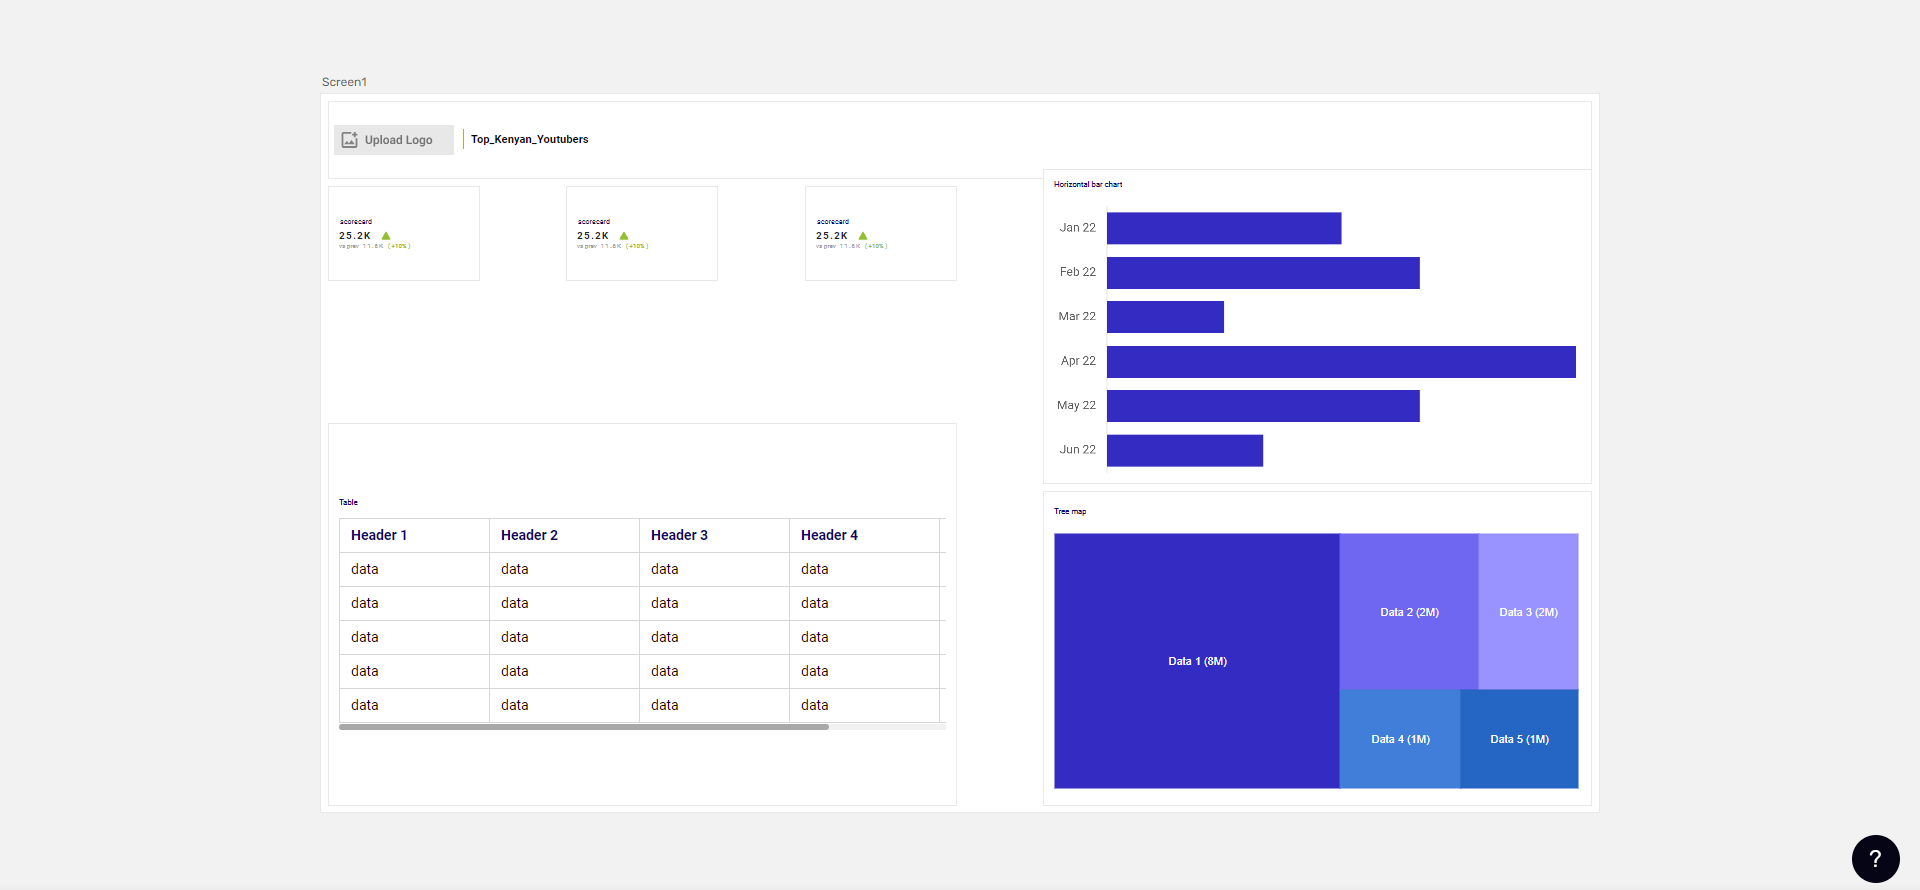 Screen1
Upload Logo
Top_Kenyan_Youtubers
scorecard
25.2K
vs prev 11.6K (+10%)
scorecard
25.2K
vs prev 11.6K (+10%)
scorecard
25.2K
vs prev 11.6K (+10%)
Horizontal bar chart
Jan 22
Feb 22
Mar 22
Apr 22
May 22
Jun 22
Table
Header 1 Header 2 Header 3 Header 4
data data data data
data data data data
data data data data
data data data data
data data data data
Tree map
Data 1 (8M)
Data 2 (2M)
Data 3 (2M)
Data 4 (1M)
Data 5 (1M)
?